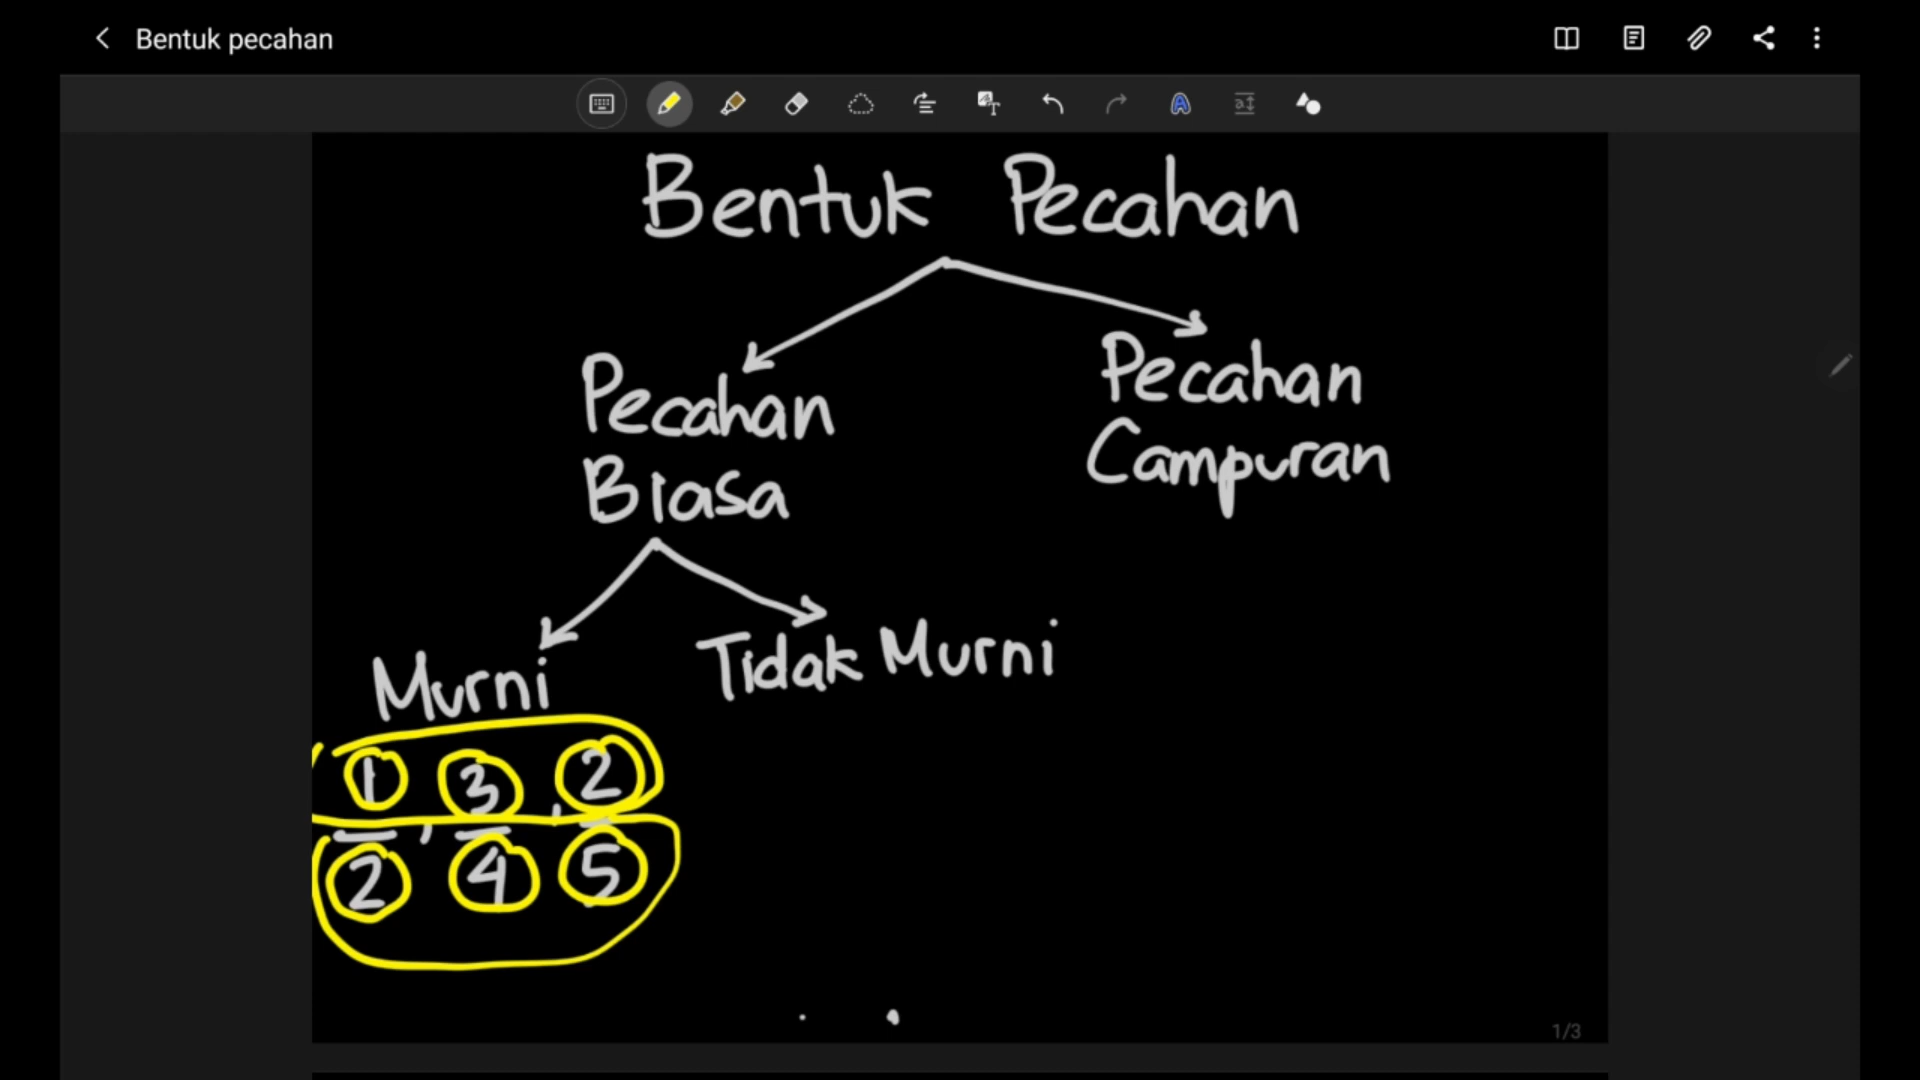 Bentuk pecahan
Bentuk Pecahan
Pecahan
Biasa
Pecahan
Campuran
Murni
Tidak Murni
1 3 , 2
2 , 4 5
1/3